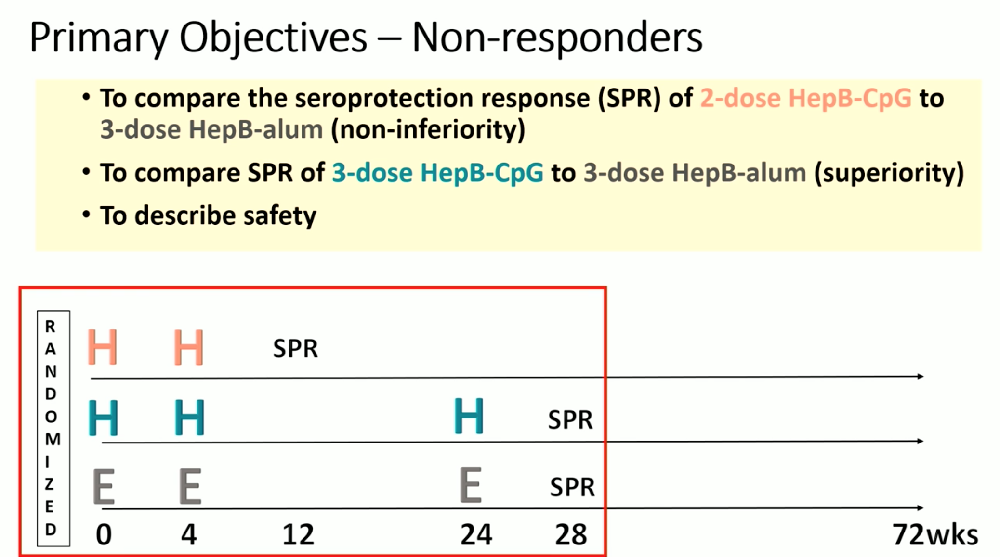 Primary Objectives – Non-responders
• To compare the seroprotection response (SPR) of 2-dose HepB-CpG to
3-dose HepB-alum (non-inferiority)
• To compare SPR of 3-dose HepB-CpG to 3-dose HepB-alum (superiority)
• To describe safety
RANDOMIZED
H H SPR
H H H SPR
E E E SPR
0 4 12 24 28 72wks